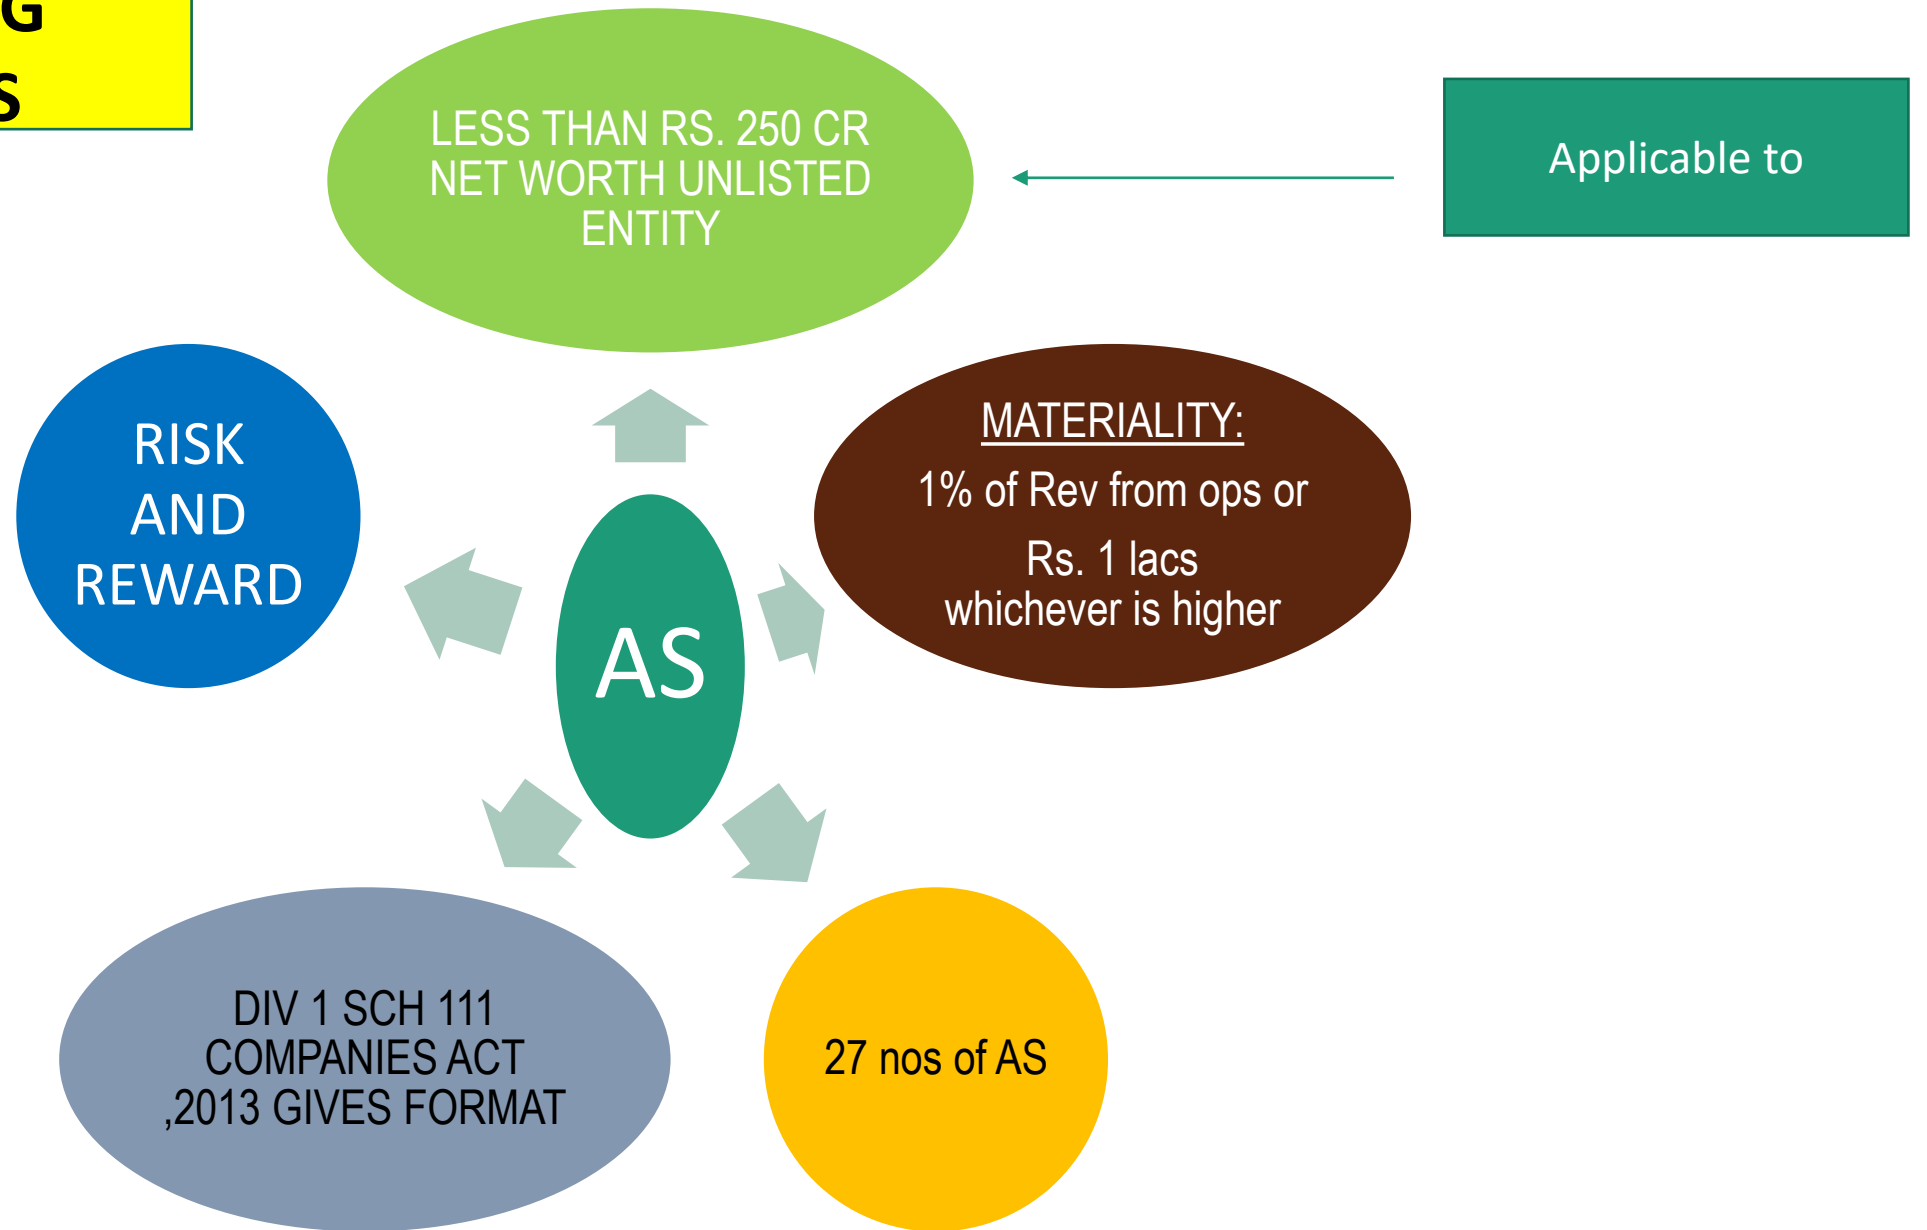 G
S
LESS THAN RS. 250 CR
NET WORTH UNLISTED
ENTITY
Applicable to
RISK
AND
REWARD
MATERIALITY:
1% of Rev from ops or
Rs. 1 lacs
whichever is higher
AS
DIV 1 SCH 111
COMPANIES ACT
,2013 GIVES FORMAT
27 nos of AS